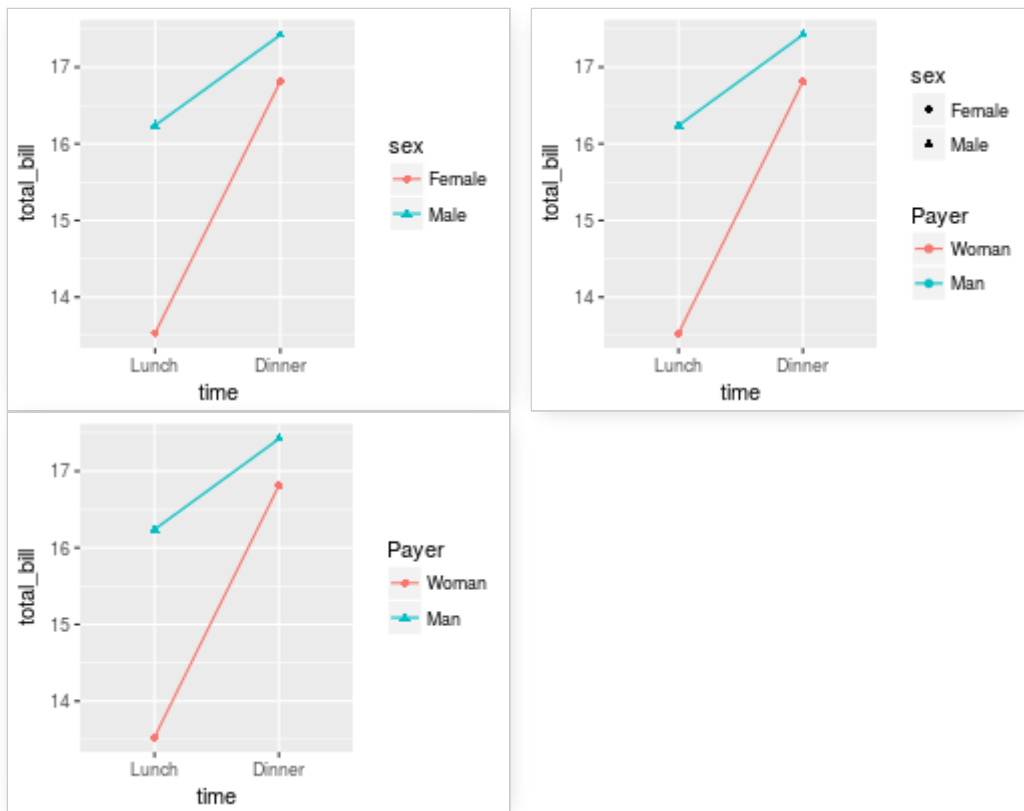 17
16
15
14
total_bill
Lunch Dinner
time
sex
Female
Male
17
16
15
14
total_bill
Lunch Dinner
time
sex
Female
Male
Payer
Woman
Man
17
16
15
14
total_bill
Lunch Dinner
time
Payer
Woman
Man